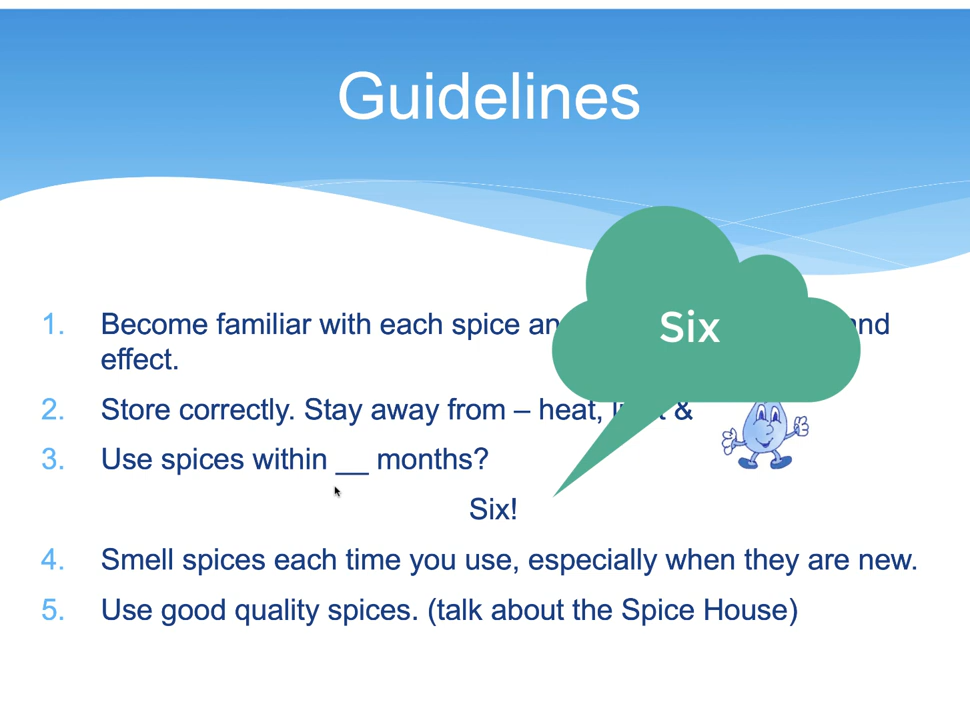 Guidelines
Six
1. Become familiar with each spice and
effect.
2. Store correctly. Stay away from – heat, &
3. Use spices within __ months?
Six!
4. Smell spices each time you use, especially when they are new.
5. Use good quality spices. (talk about the Spice House)